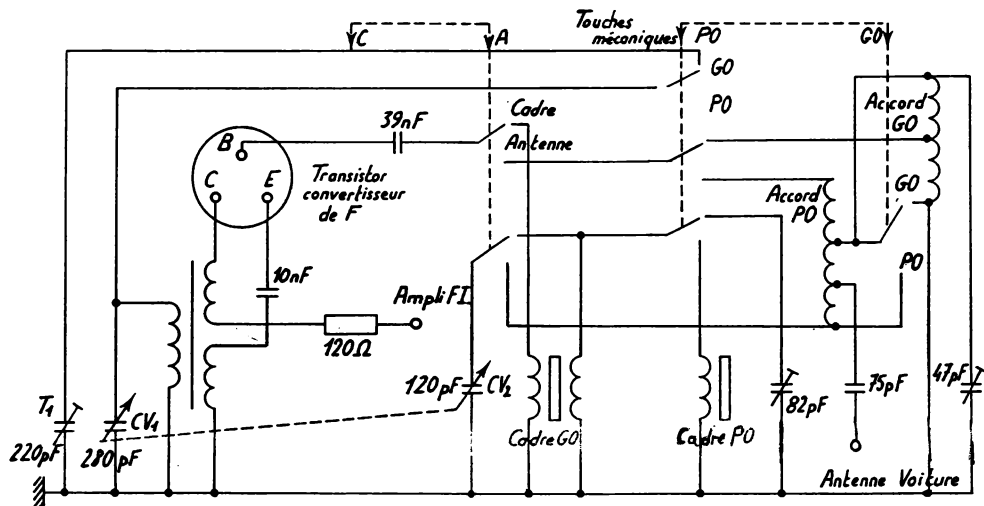 Touches
mécaniques
C
A
PO
GO
GO
PO
Cadre
Antenne
39nF
Accord
GO
GO
PO
B
C
E
Transistor
convertisseur
de F
Accord
PO
10nF
Ampli FI
120Ω
T1
220pF
CV1
280pF
120pF
CV2
Cadre GO
Cadre PO
82pF
75pF
47pF
Antenne Voiture